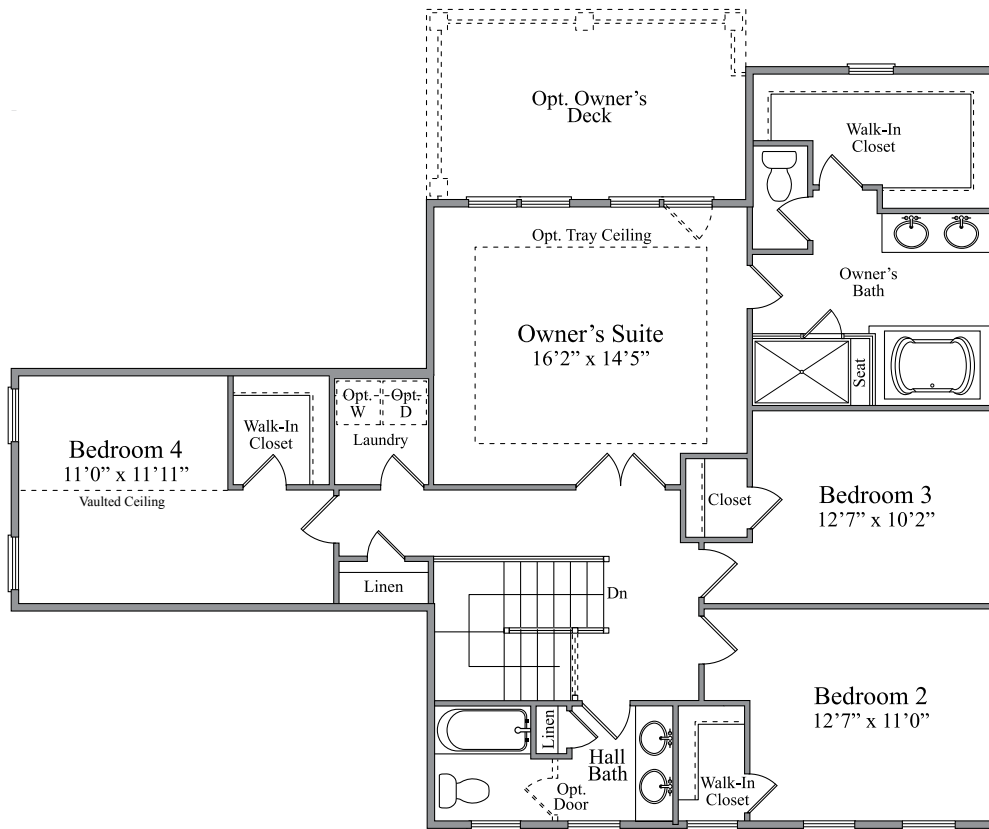 Opt. Owner's
Deck
Walk-In
Closet
Opt. Tray Ceiling
Owner's
Bath
Owner's Suite
16'2" x 14'5"
Seat
Opt.
W
Opt.
D
Laundry
Walk-In
Closet
Bedroom 4
11'0" x 11'11"
Vaulted Ceiling
Closet
Bedroom 3
12'7" x 10'2"
Linen
Dn
Bedroom 2
12'7" x 11'0"
Linen
Hall
Bath
Opt.
Door
Walk-In
Closet